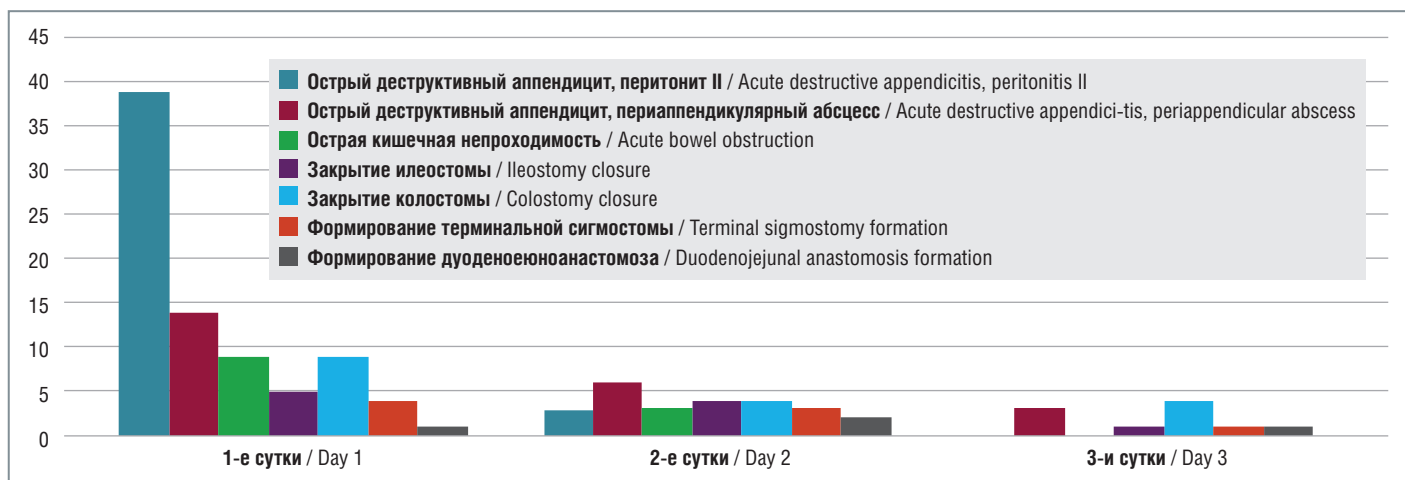 45
40
35
30
25
20
15
10
5
0
Острый деструктивный аппендицит, перитонит II / Acute destructive appendicitis, peritonitis II
Острый деструктивный аппендицит, периаппендикулярный абсцесс / Acute destructive appendici-tis, periappendicular abscess
Острая кишечная непроходимость / Acute bowel obstruction
Закрытие илеостомы / Ileostomy closure
Закрытие колостомы / Colostomy closure
Формирование терминальной сигмостомы / Terminal sigmostomy formation
Формирование дуоденоеюноанастомоза / Duodenojejunal anastomosis formation
1-е сутки / Day 1
2-е сутки / Day 2
3-и сутки / Day 3